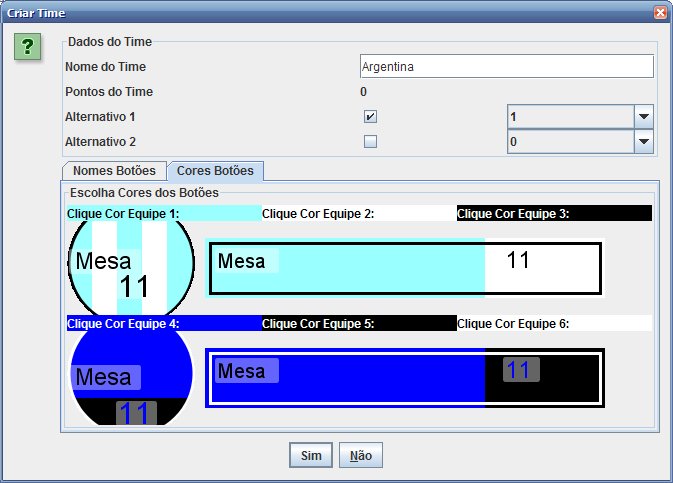 Criar Time
?
Dados do Time
Nome do Time Argentina
Pontos do Time 0
Alternativo 1 1
Alternativo 2 0
Nomes Botões Cores Botões
Escolha Cores dos Botões
Clique Cor Equipe 1: Clique Cor Equipe 2: Clique Cor Equipe 3:
Mesa Mesa 11
11
Clique Cor Equipe 4: Clique Cor Equipe 5: Clique Cor Equipe 6:
Mesa Mesa 11
11
Sim Não